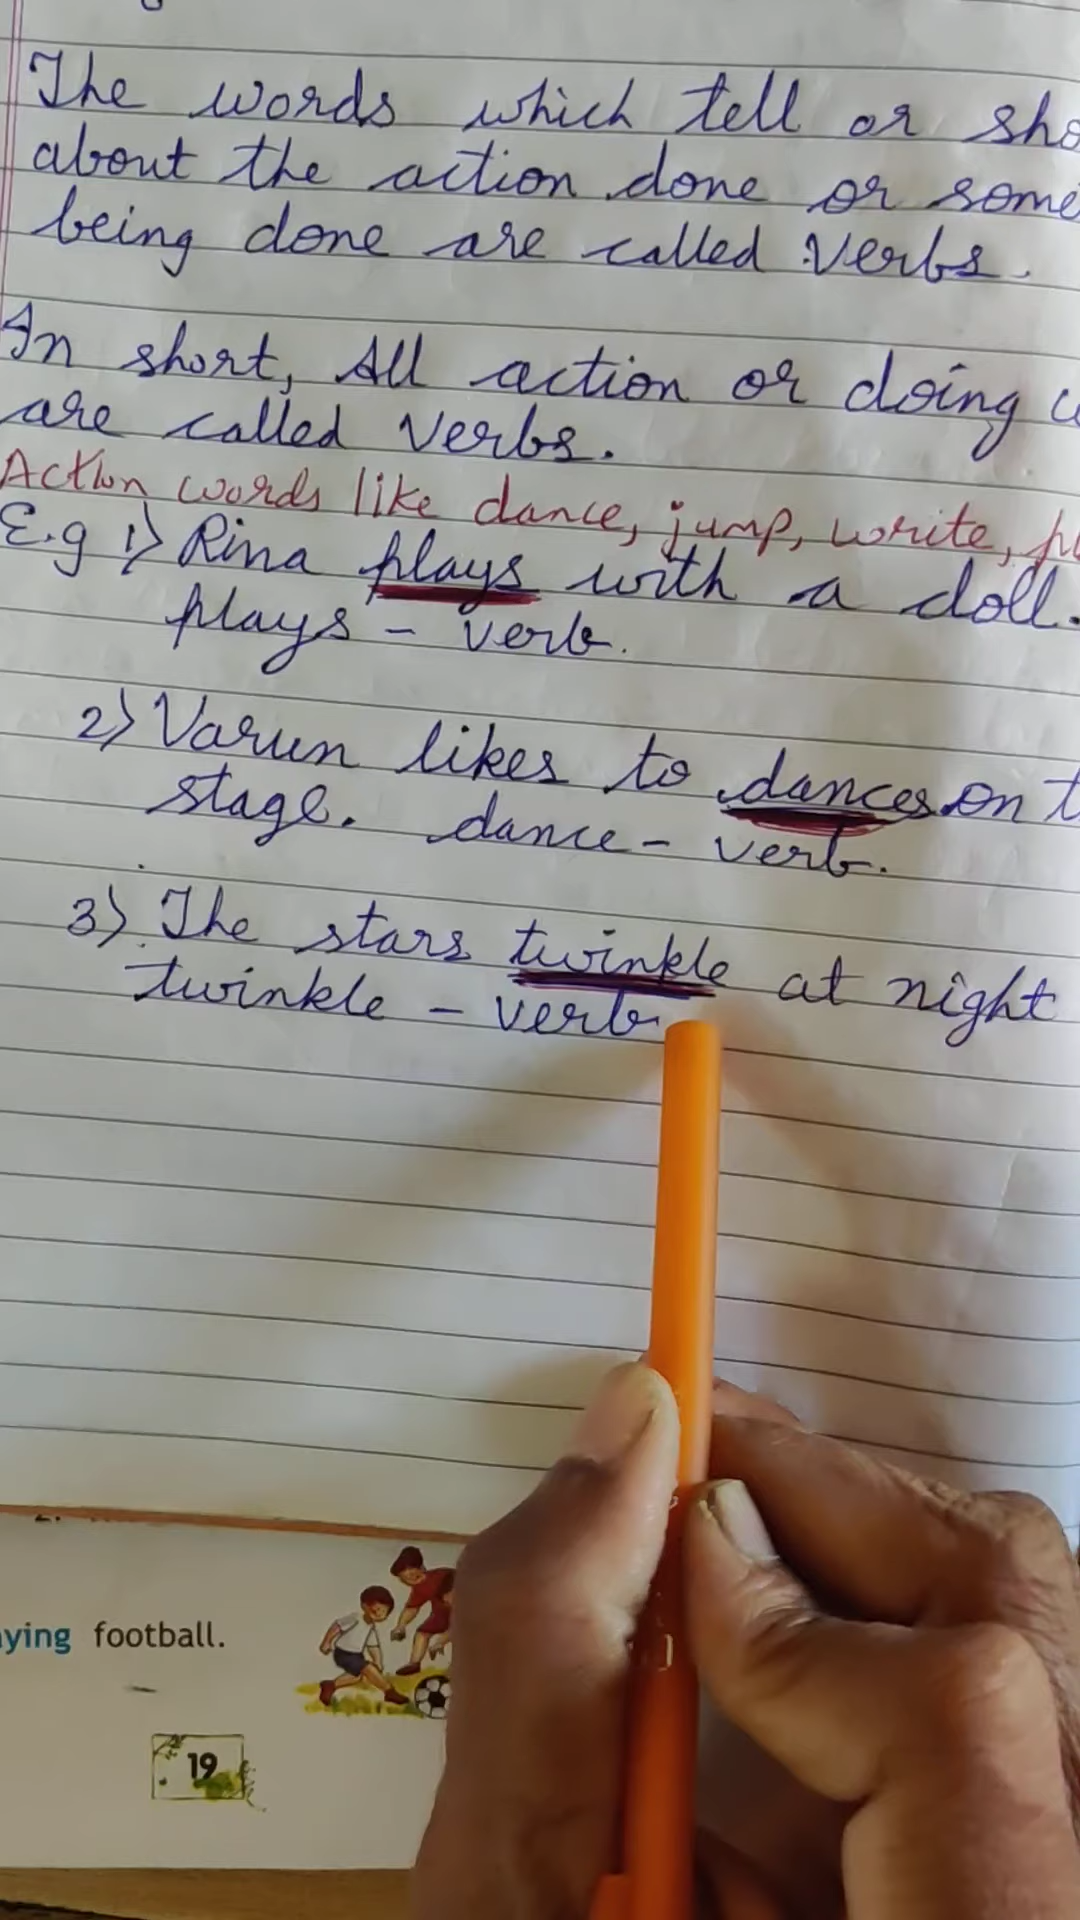 The words which tell or sho
about the action done or some
being done are called Verbs.
In short, All action or doing
are called Verbs.
Action words like dance, jump, write, pl
E.g 1) Rina plays with a doll.
plays - verb.
2) Varun likes to dances on t
stage. dance - verb.
3) The stars twinkle at night
twinkle - verb
ying football.
19